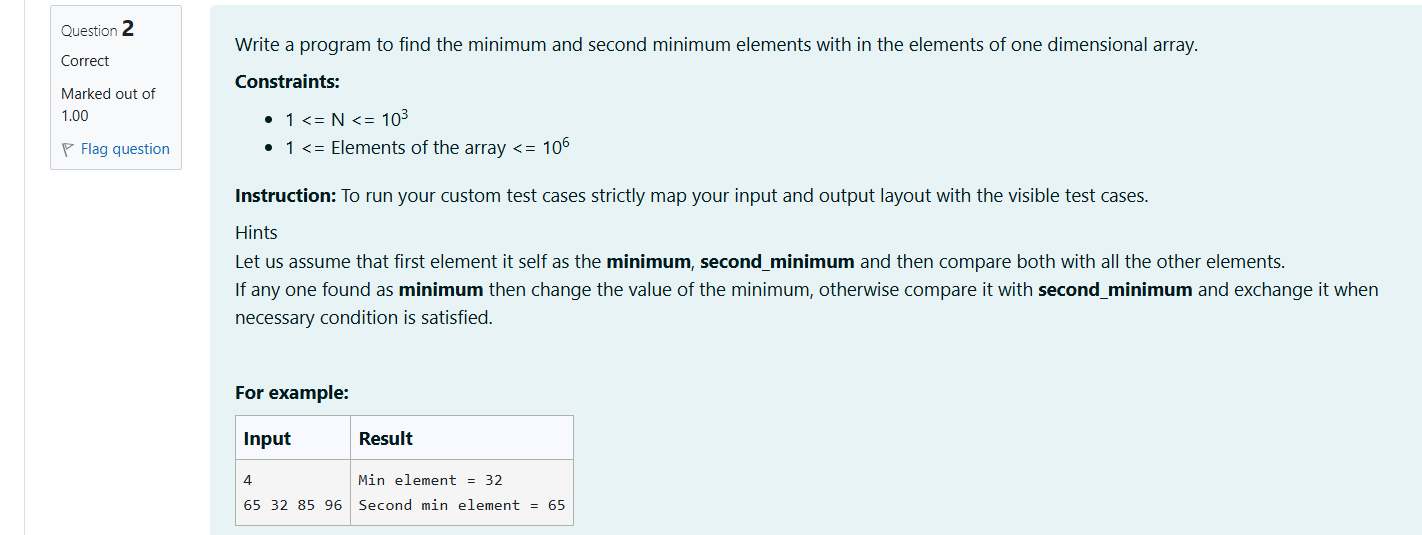 Question 2
Correct
Marked out of
1.00
Flag question
Write a program to find the minimum and second minimum elements with in the elements of one dimensional array.
Constraints:
• 1 <= N <= 10³
• 1 <= Elements of the array <= 10⁶
Instruction: To run your custom test cases strictly map your input and output layout with the visible test cases.
Hints
Let us assume that first element it self as the minimum, second_minimum and then compare both with all the other elements.
If any one found as minimum then change the value of the minimum, otherwise compare it with second_minimum and exchange it when
necessary condition is satisfied.
For example:
Input Result
4 Min element = 32
65 32 85 96 Second min element = 65